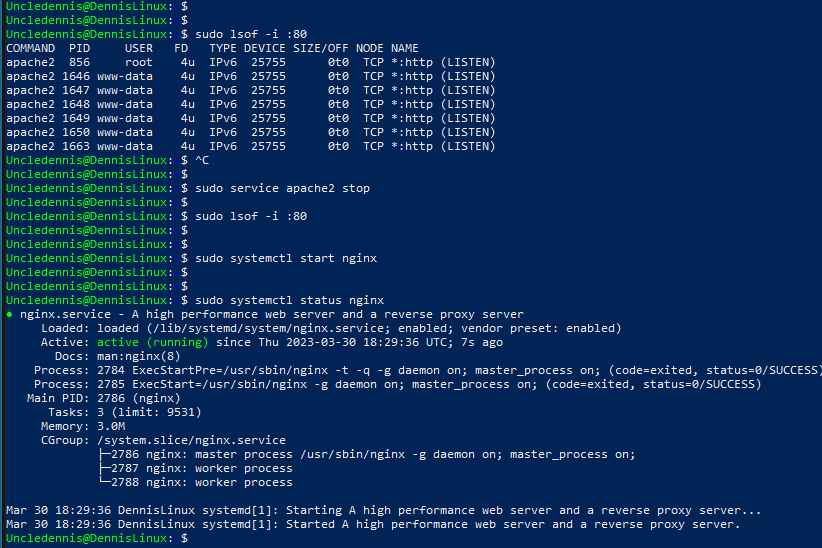 Uncledennis@DennisLinux: $
Uncledennis@DennisLinux: $
Uncledennis@DennisLinux: $ sudo lsof -i :80
COMMAND  PID     USER   FD   TYPE DEVICE SIZE/OFF NODE NAME
apache2  856     root    4u  IPv6  25755      0t0  TCP *:http (LISTEN)
apache2 1646 www-data    4u  IPv6  25755      0t0  TCP *:http (LISTEN)
apache2 1647 www-data    4u  IPv6  25755      0t0  TCP *:http (LISTEN)
apache2 1648 www-data    4u  IPv6  25755      0t0  TCP *:http (LISTEN)
apache2 1649 www-data    4u  IPv6  25755      0t0  TCP *:http (LISTEN)
apache2 1650 www-data    4u  IPv6  25755      0t0  TCP *:http (LISTEN)
apache2 1663 www-data    4u  IPv6  25755      0t0  TCP *:http (LISTEN)
Uncledennis@DennisLinux: $ ^C
Uncledennis@DennisLinux: $
Uncledennis@DennisLinux: $ sudo service apache2 stop
Uncledennis@DennisLinux: $
Uncledennis@DennisLinux: $ sudo lsof -i :80
Uncledennis@DennisLinux: $
Uncledennis@DennisLinux: $
Uncledennis@DennisLinux: $ sudo systemctl start nginx
Uncledennis@DennisLinux: $
Uncledennis@DennisLinux: $
Uncledennis@DennisLinux: $ sudo systemctl status nginx
● nginx.service - A high performance web server and a reverse proxy server
     Loaded: loaded (/lib/systemd/system/nginx.service; enabled; vendor preset: enabled)
     Active: active (running) since Thu 2023-03-30 18:29:36 UTC; 7s ago
       Docs: man:nginx(8)
    Process: 2784 ExecStartPre=/usr/sbin/nginx -t -q -g daemon on; master_process on; (code=exited, status=0/SUCCESS)
    Process: 2785 ExecStart=/usr/sbin/nginx -g daemon on; master_process on; (code=exited, status=0/SUCCESS)
   Main PID: 2786 (nginx)
      Tasks: 3 (limit: 9531)
     Memory: 3.0M
     CGroup: /system.slice/nginx.service
             ├─2786 nginx: master process /usr/sbin/nginx -g daemon on; master_process on;
             ├─2787 nginx: worker process
             └─2788 nginx: worker process
Mar 30 18:29:36 DennisLinux systemd[1]: Starting A high performance web server and a reverse proxy server...
Mar 30 18:29:36 DennisLinux systemd[1]: Started A high performance web server and a reverse proxy server.
Uncledennis@DennisLinux: $